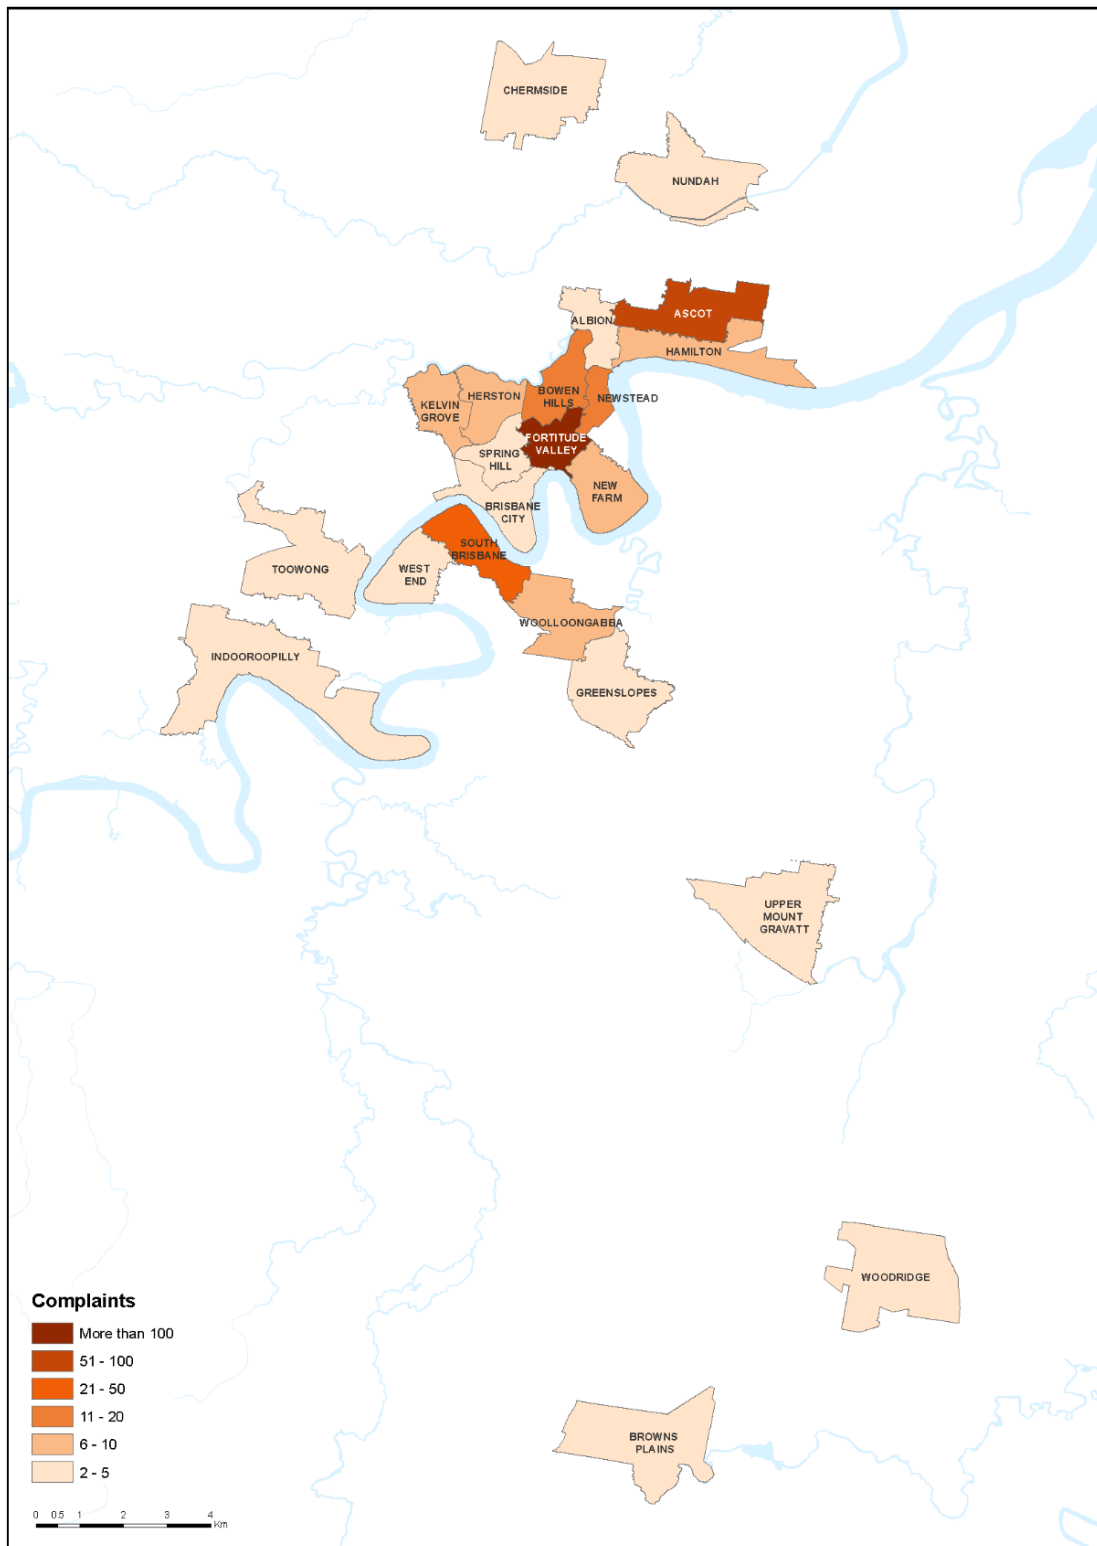 CHERMSIDE
NUNDAH
ASCOT
ALBION
HAMILTON
BOWEN
HILLS
NEWSTEAD
HERSTON
KELVIN
GROVE
FORTITUDE
VALLEY
SPRING
HILL
NEW
FARM
BRISBANE
CITY
SOUTH
BRISBANE
TOOWONG
WEST
END
WOOLLOONGABBA
INDOOROOPILLY
GREENSLOPES
UPPER
MOUNT
GRAVATT
WOODRIDGE
BROWNS
PLAINS
Complaints
More than 100
51 - 100
21 - 50
11 - 20
6 - 10
2 - 5
0 0.5 1 2 3 4
Km